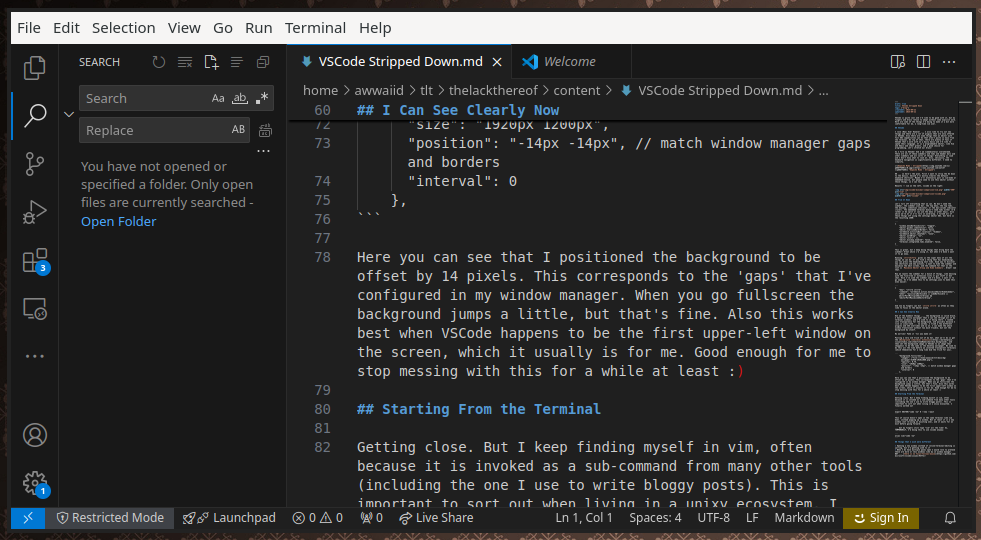 File Edit Selection View Go Run Terminal Help
SEARCH
Search Aa ab .*
Replace AB
...
You have not opened or
specified a folder. Only open
files are currently searched -
Open Folder
3
1
VSCode Stripped Down.md
Welcome
home > awwaiid > tlt > thelackthereof > content > VSCode Stripped Down.md > ...
60 ## I Can See Clearly Now
72 "size": "1920px 1200px",
73 "position": "-14px -14px", // match window manager gaps
and borders
74 "interval": 0
75 },
76 ```
77
78 Here you can see that I positioned the background to be
offset by 14 pixels. This corresponds to the 'gaps' that I've
configured in my window manager. When you go fullscreen the
background jumps a little, but that's fine. Also this works
best when VSCode happens to be the first upper-left window on
the screen, which it usually is for me. Good enough for me to
stop messing with this for a while at least :)
79
80 ## Starting From the Terminal
81
82 Getting close. But I keep finding myself in vim, often
because it is invoked as a sub-command from many other tools
(including the one I use to write bloggy posts). This is
important to sort out when living in a unixy ecosystem. I
Restricted Mode Launchpad 0 0 0 Live Share Ln 1, Col 1 Spaces: 4 UTF-8 LF Markdown Sign In